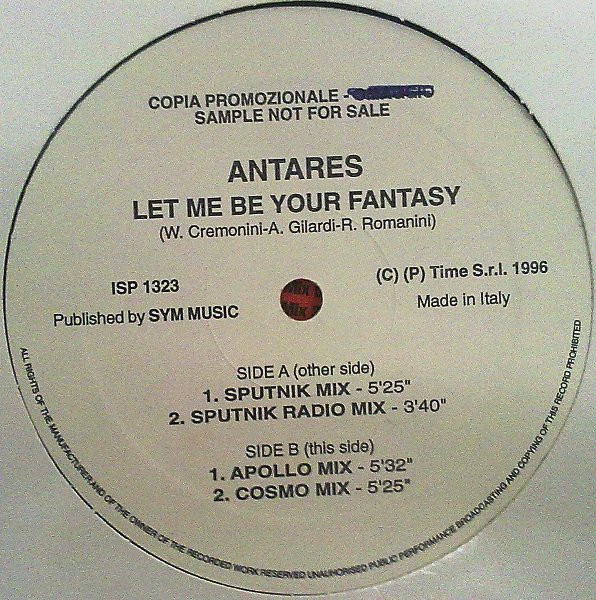 COPIA PROMOZIONALE -
SAMPLE NOT FOR SALE
ANTARES
LET ME BE YOUR FANTASY
(W. Cremonini-A. Gilardi-R. Romanini)
ISP 1323
Published by SYM MUSIC
(C) (P) Time S.r.l. 1996
Made in Italy
SIDE A (other side)
1. SPUTNIK MIX - 5'25"
2. SPUTNIK RADIO MIX - 3'40"
SIDE B (this side)
1. APOLLO MIX - 5'32"
2. COSMO MIX - 5'25"
ALL RIGHTS OF THE MANUFACTURER AND OF THE OWNER OF THE RECORDED WORK RESERVED UNAUHORISED PUBLIC PERFORMANCE BROADCASTING AND COPYING OF THIS RECORD PROHIBITED